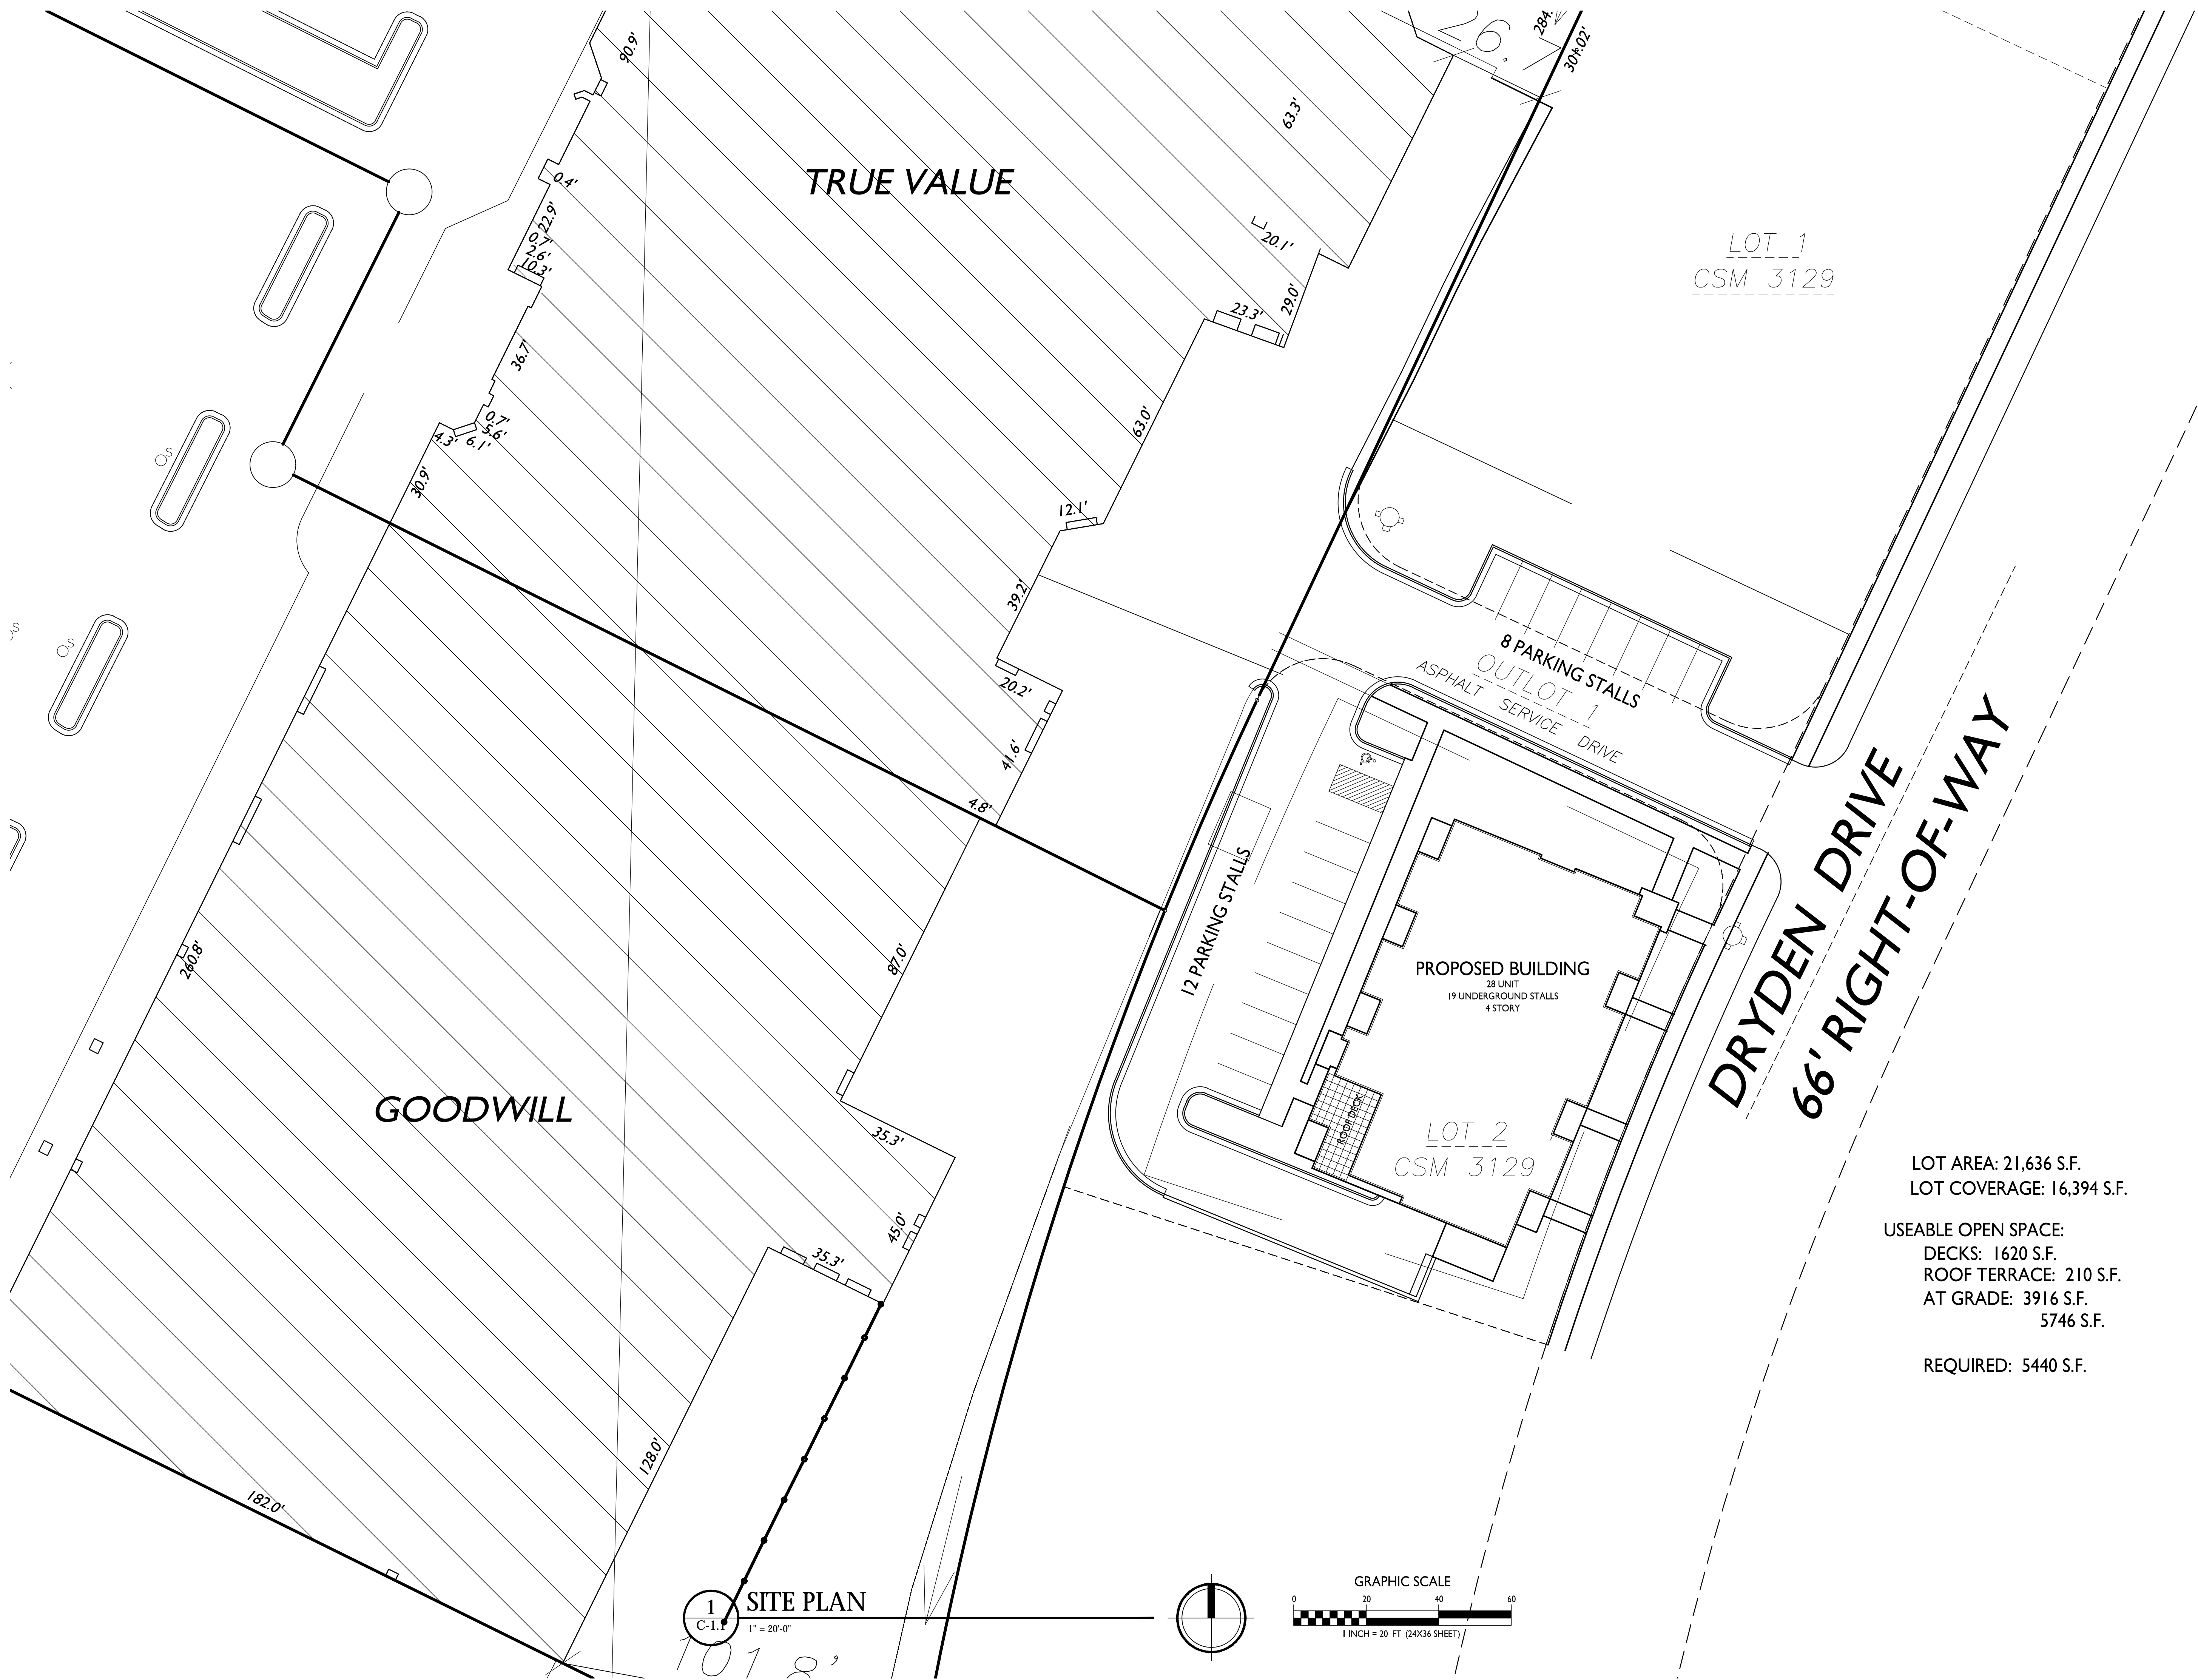 90.9'
26.
284.
301.02'
63.3'
TRUE VALUE
0.4'
22.9'
0.7'
2.6'
10.3'
20.1'
29.0'
23.3'
LOT 1
CSM 3129
36.7'
0.7'
5.6'
4.3'
6.1'
30.9'
63.0'
12.1'
39.2'
S
S
S
20.2'
41.6'
4.8'
8 PARKING STALLS
OUTLOT 1
ASPHALT SERVICE DRIVE
DRYDEN DRIVE
66' RIGHT-OF-WAY
12 PARKING STALLS
260.8'
87.0'
PROPOSED BUILDING
28 UNIT
19 UNDERGROUND STALLS
4 STORY
GOODWILL
ROOF DECK
35.3'
LOT 2
CSM 3129
LOT AREA: 21,636 S.F.
LOT COVERAGE: 16,394 S.F.
45.0'
35.3'
USEABLE OPEN SPACE:
DECKS: 1620 S.F.
ROOF TERRACE: 210 S.F.
AT GRADE: 3916 S.F.
5746 S.F.
REQUIRED: 5440 S.F.
128.0'
182.0'
1
C-1.1
SITE PLAN
1" = 20'-0"
GRAPHIC SCALE
0 20 40 60
1 INCH = 20 FT (24X36 SHEET)